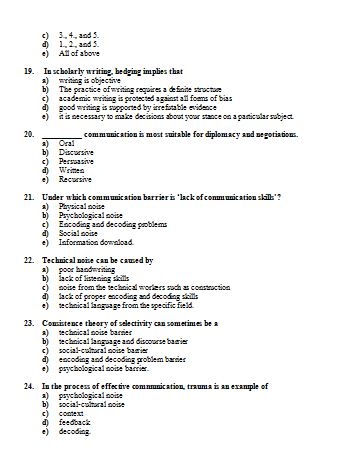 c) 3., 4., and 5.
d) 1., 2., and 5.
e) All of above
19. In scholarly writing, hedging implies that
a) writing is objective
b) The practice of writing requires a definite structure
c) academic writing is protected against all forms of bias
d) good writing is supported by irrefutable evidence
e) it is necessary to make decisions about your stance on a particular subject.
20. __________ communication is most suitable for diplomacy and negotiations.
a) Oral
b) Discursive
c) Persuasive
d) Written
e) Recursive
21. Under which communication barrier is 'lack of communication skills'?
a) Physical noise
b) Psychological noise
c) Encoding and decoding problems
d) Social noise
e) Information download.
22. Technical noise can be caused by
a) poor handwriting
b) lack of listening skills
c) noise from the technical workers such as construction
d) lack of proper encoding and decoding skills
e) technical language from the specific field.
23. Consistence theory of selectivity can sometimes be a
a) technical noise barrier
b) technical language and discourse barrier
c) social-cultural noise barrier
d) encoding and decoding problem barrier
e) psychological noise barrier.
24. In the process of effective communication, trauma is an example of
a) psychological noise
b) social-cultural noise
c) context
d) feedback
e) decoding.